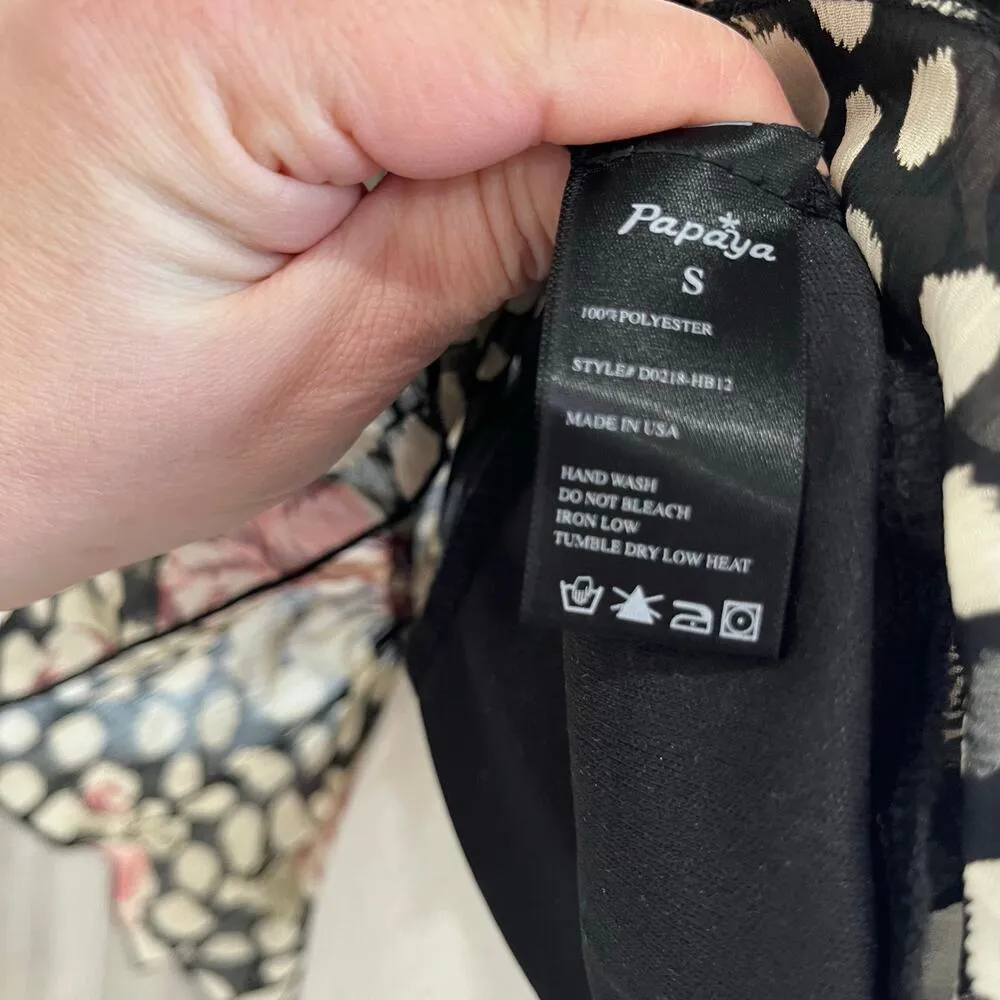 Papaya
S
100% POLYESTER
STYLE# D0218-HB12
MADE IN USA
HAND WASH
DO NOT BLEACH
IRON LOW
TUMBLE DRY LOW HEAT